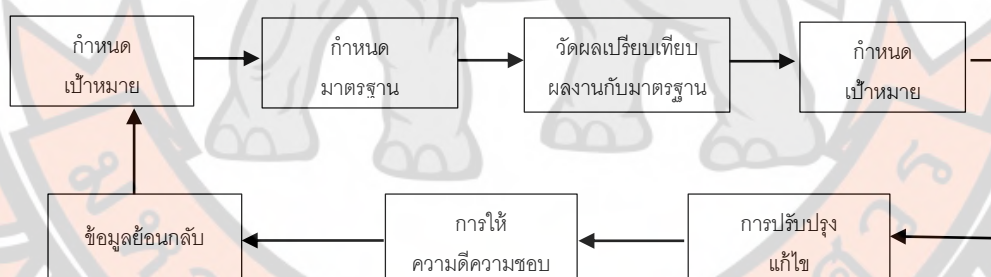 กำหนด
เป้าหมาย
กำหนด
มาตรฐาน
วัดผลเปรียบเทียบ
ผลงานกับมาตรฐาน
กำหนด
เป้าหมาย
ข้อมูลย้อนกลับ
การให้
ความดีความชอบ
การปรับปรุง
แก้ไข